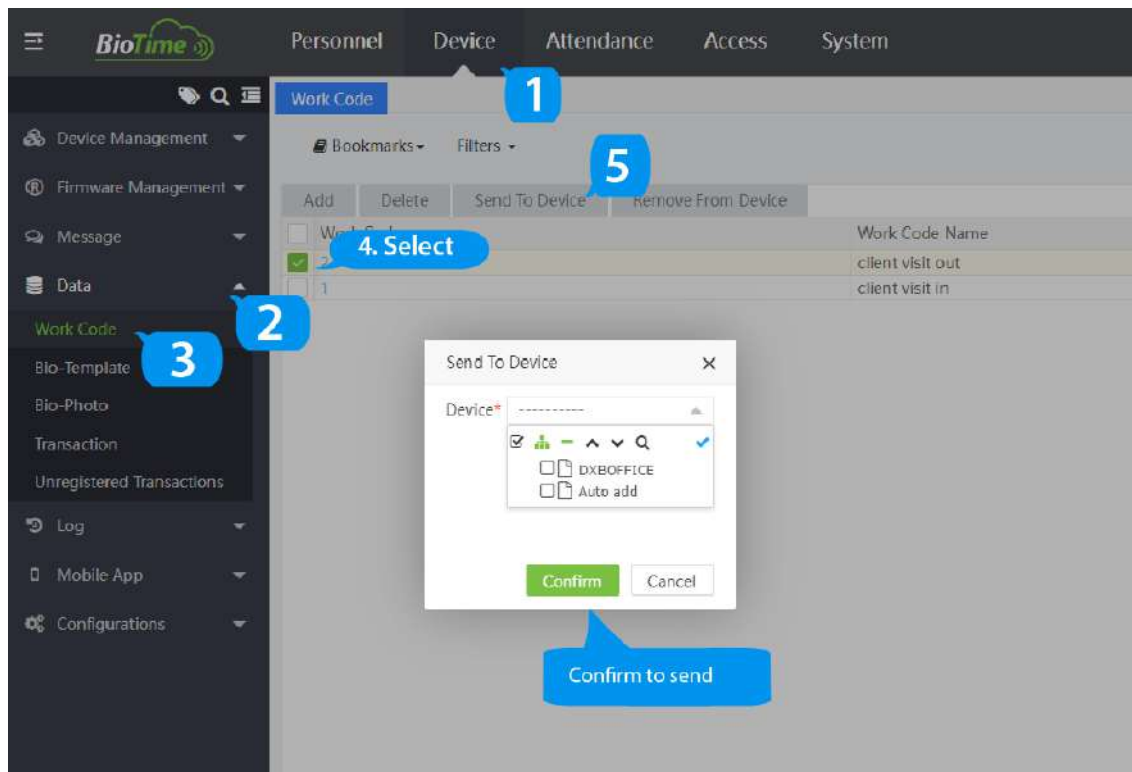 BioTime
Personnel Device Attendance Access System
1
Work Code
Device Management
Firmware Management
Message
Data
2
Work Code
3
Bio-Template
Bio-Photo
Transaction
Unregistered Transactions
Log
Mobile App
Configurations
Bookmarks Filters
5
Add Delete Send To Device Remove From Device
Work Code Name
4. Select
2 client visit out
1 client visit in
Send To Device
Device* ----------
DXBOFFICE
Auto add
Confirm Cancel
Confirm to send